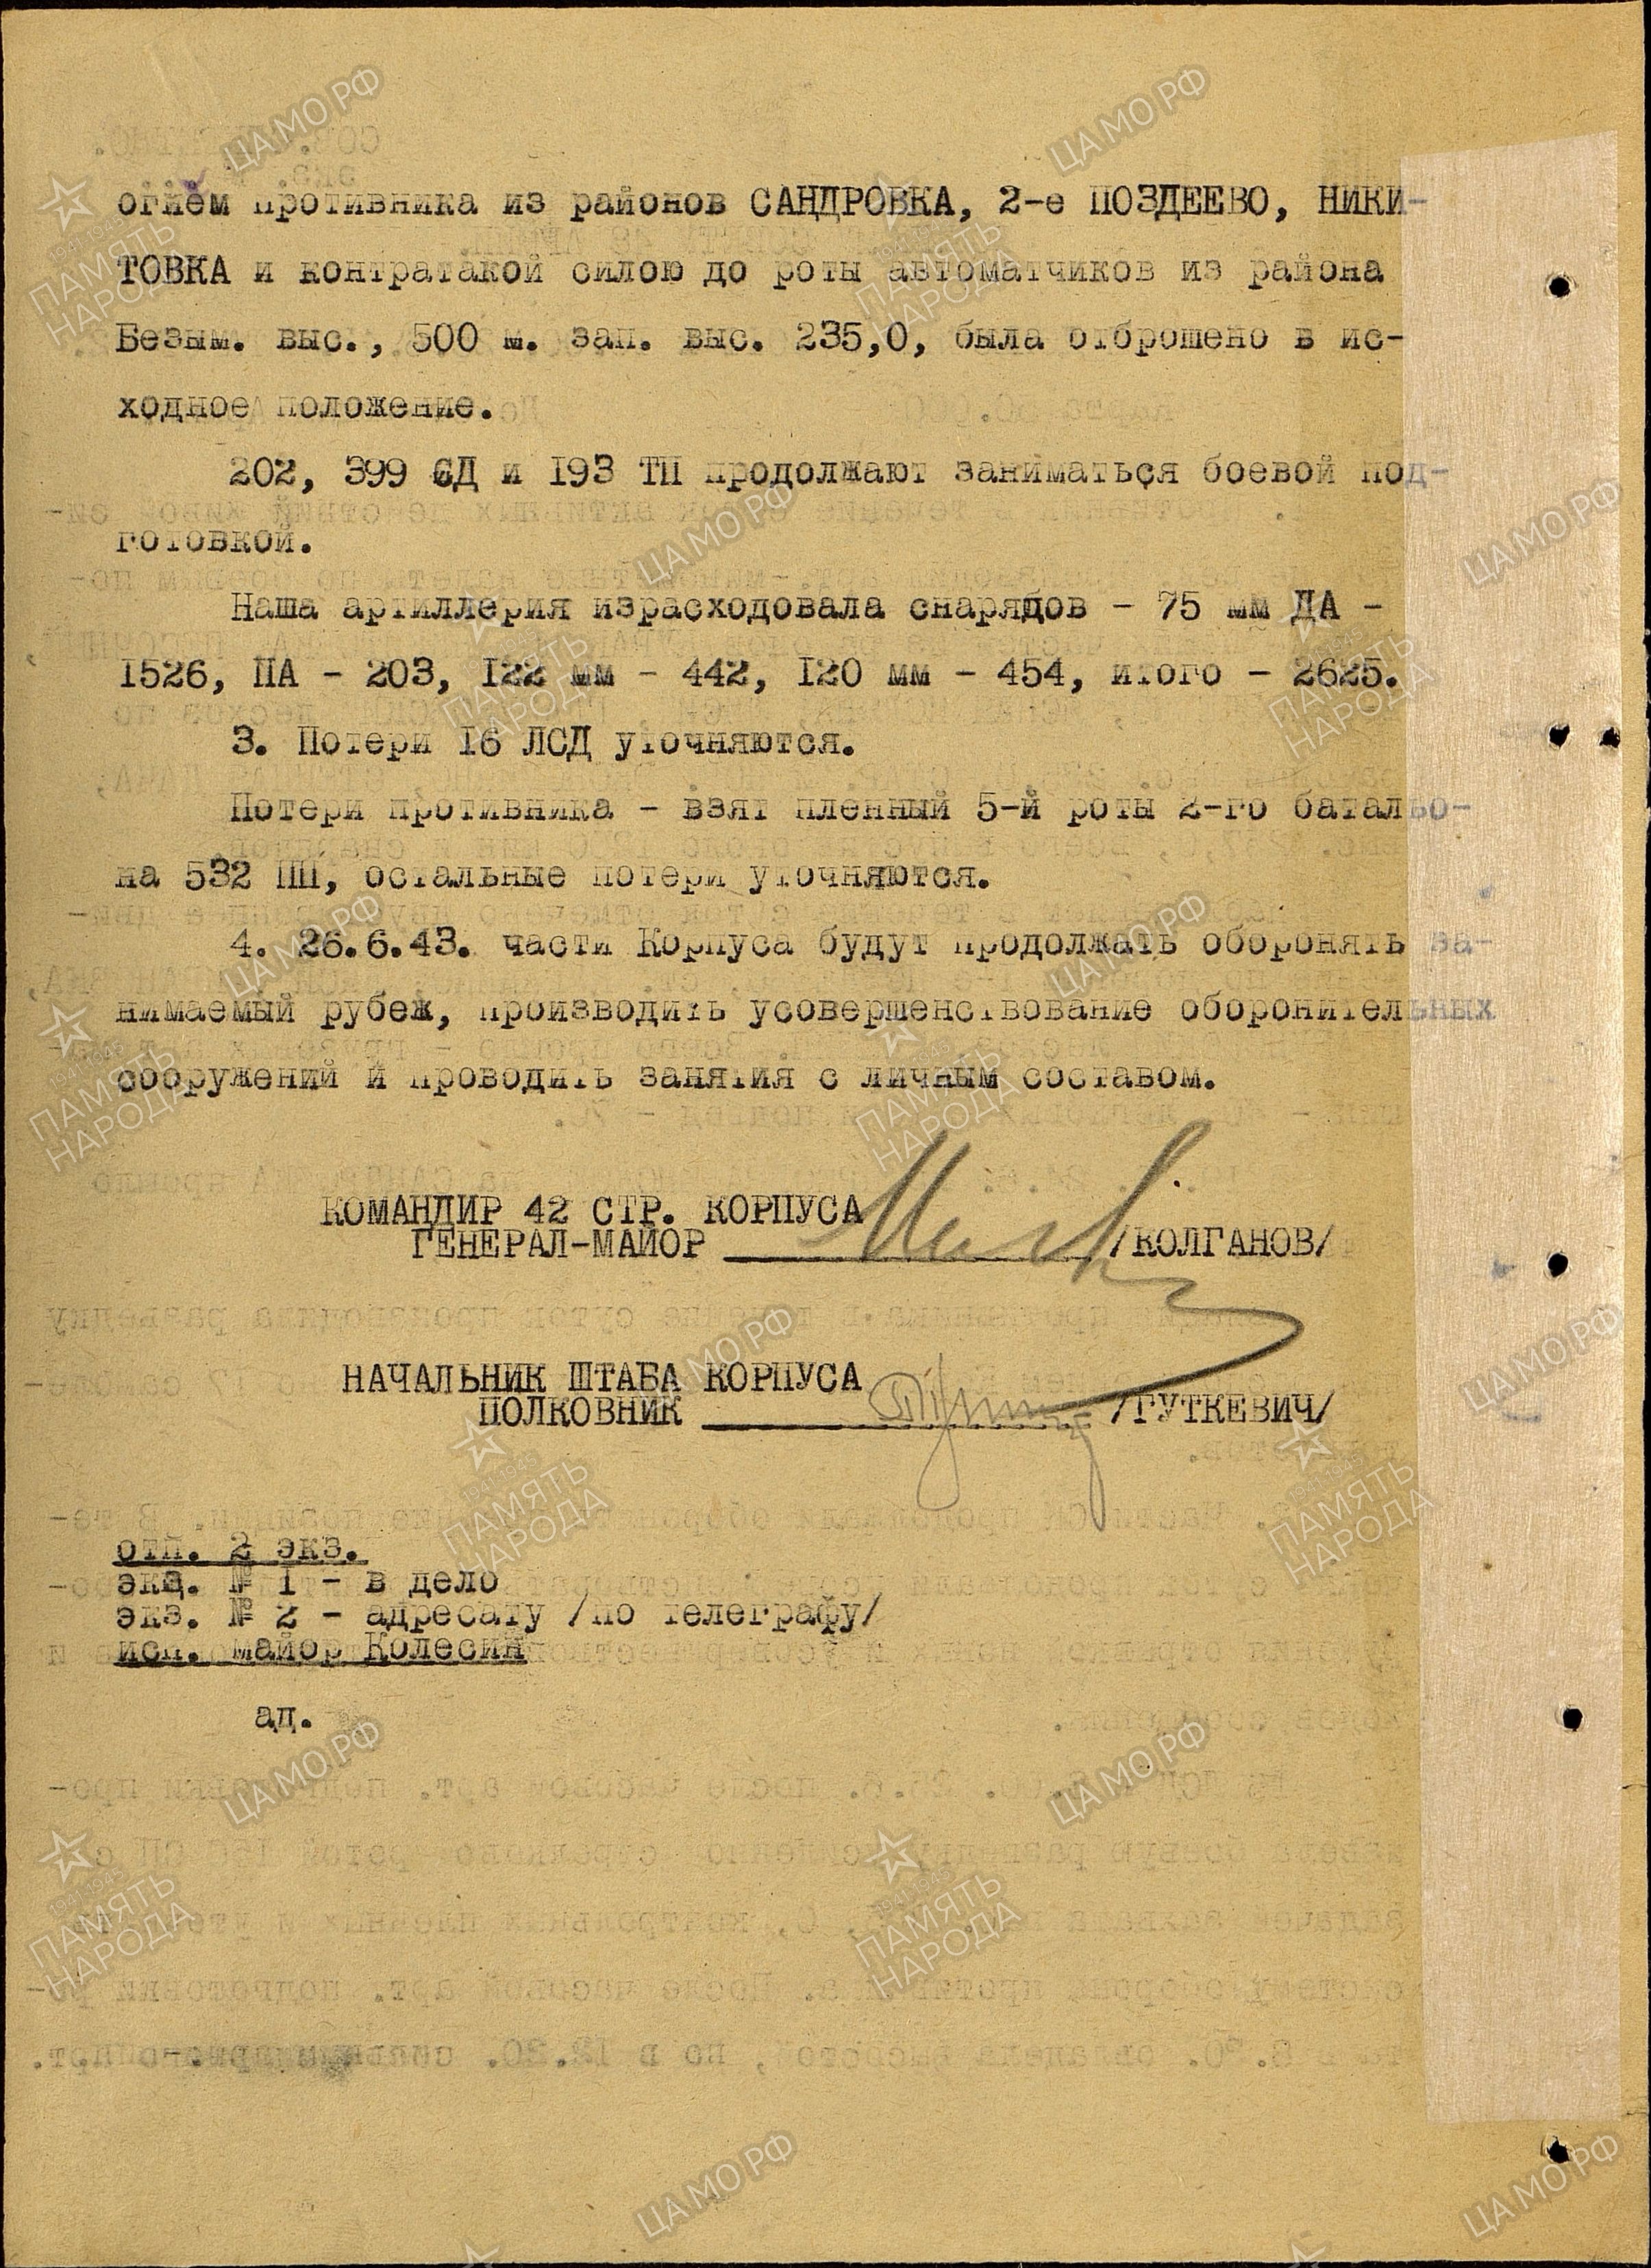 огнём противника из районов САНДРОВКА, 2-е ПОЗДЕЕВО, НИКИ-
ТОВКА и контратакой силою до роты автоматчиков из района
Безым. выс., 500 м. зап. выс. 235,0, была отброшено в ис-
ходное положение.
202, 399 СД и 193 ТП продолжают заниматься боевой под-
готовкой.
Наша артиллерия израсходовала снарядов - 75 мм ДА -
1526, ПА - 203, 122 мм - 442, 120 мм - 454, итого - 2625.
3. Потери 16 ЛСД уточняются.
Потери противника - взят пленный 5-й роты 2-го батальо-
на 532 ПП, остальные потери уточняются.
4. 26.6.43. части Корпуса будут продолжать оборонять за-
нимаемый рубеж, производить усовершенствование оборонительных
сооружений и проводить занятия с личным составом.
КОМАНДИР 42 СТР. КОРПУСА
ГЕНЕРАЛ-МАЙОР /КОЛГАНОВ/
НАЧАЛЬНИК ШТАБА КОРПУСА
ПОЛКОВНИК /ГУТКЕВИЧ/
отп. 2 экз.
экз. № 1 - в дело
экз. № 2 - адресату /по телеграфу/
исп. майор Колесин
ад.
ЦАМО РФ
1941-1945
ПАМЯТЬ
НАРОДА